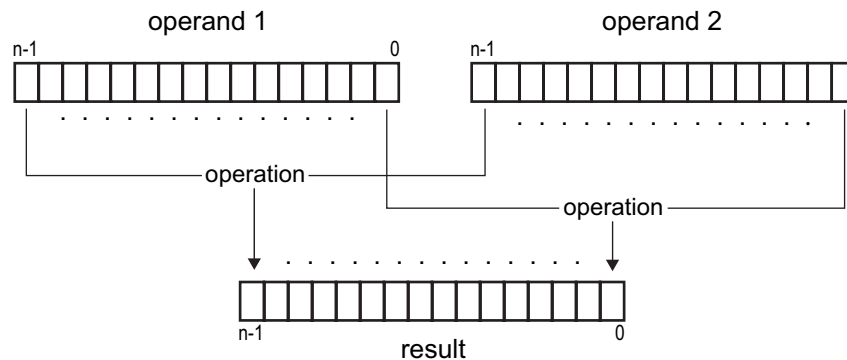 operand 1 operand 2
n-1 0 n-1
operation
operation
n-1 0
result